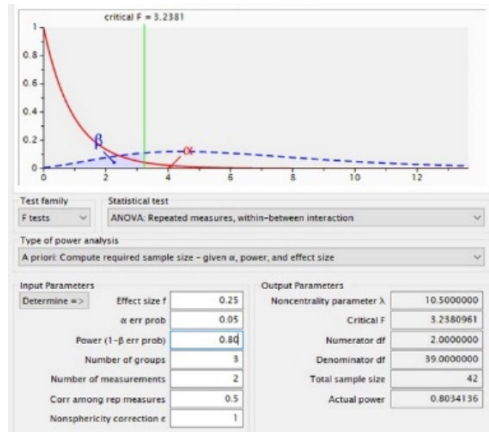 critical F = 3.2381
1
0.8
0.6
0.4
0.2
0
β
α
0 2 4 6 8 10 12
Test family Statistical test
F tests ANOVA: Repeated measures, within-between interaction
Type of power analysis
A priori: Compute required sample size – given α, power, and effect size
Input Parameters Output Parameters
Determine => Effect size f 0.25 Noncentrality parameter λ 10.5000000
α err prob 0.05 Critical F 3.2380961
Power (1-β err prob) 0.80 Numerator df 2.0000000
Number of groups 3 Denominator df 39.0000000
Number of measurements 2 Total sample size 42
Corr among rep measures 0.5 Actual power 0.8034136
Nonsphericity correction ε 1